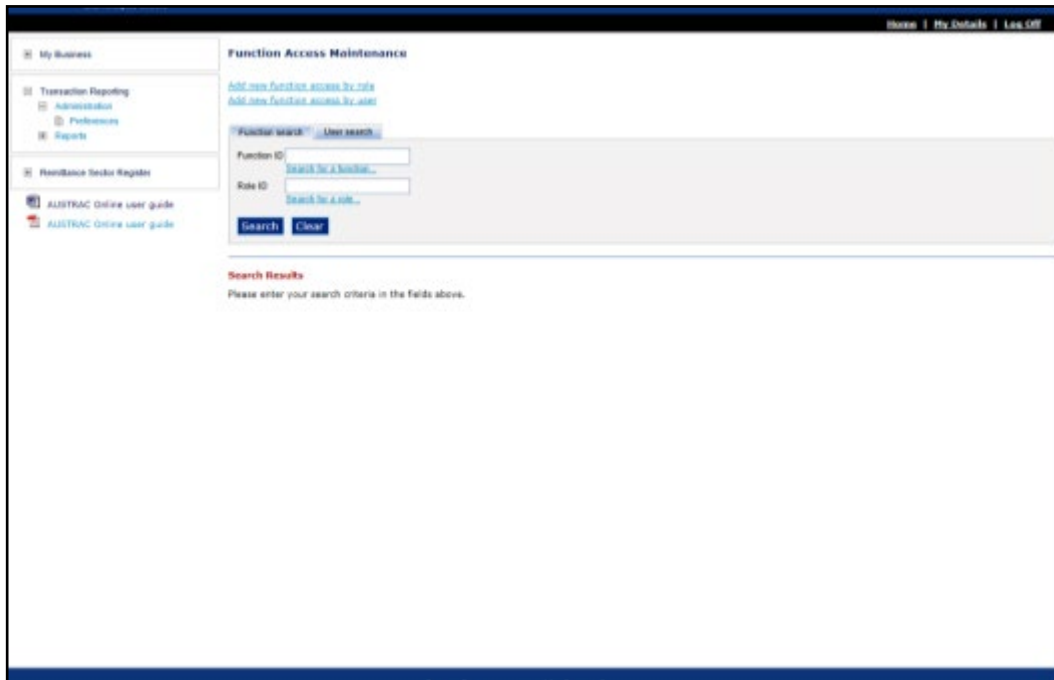 Home | My Details | Log Off
My Business
Transaction Reporting
Administration
Preferences
Reports
Remittance Sector Register
AUSTRAC Online user guide
AUSTRAC Online user guide
Function Access Maintenance
Add new function access by role
Add new function access by user
Function search
User search
Function ID
Search for a function...
Role ID
Search for a role...
Search
Clear
Search Results
Please enter your search criteria in the fields above.